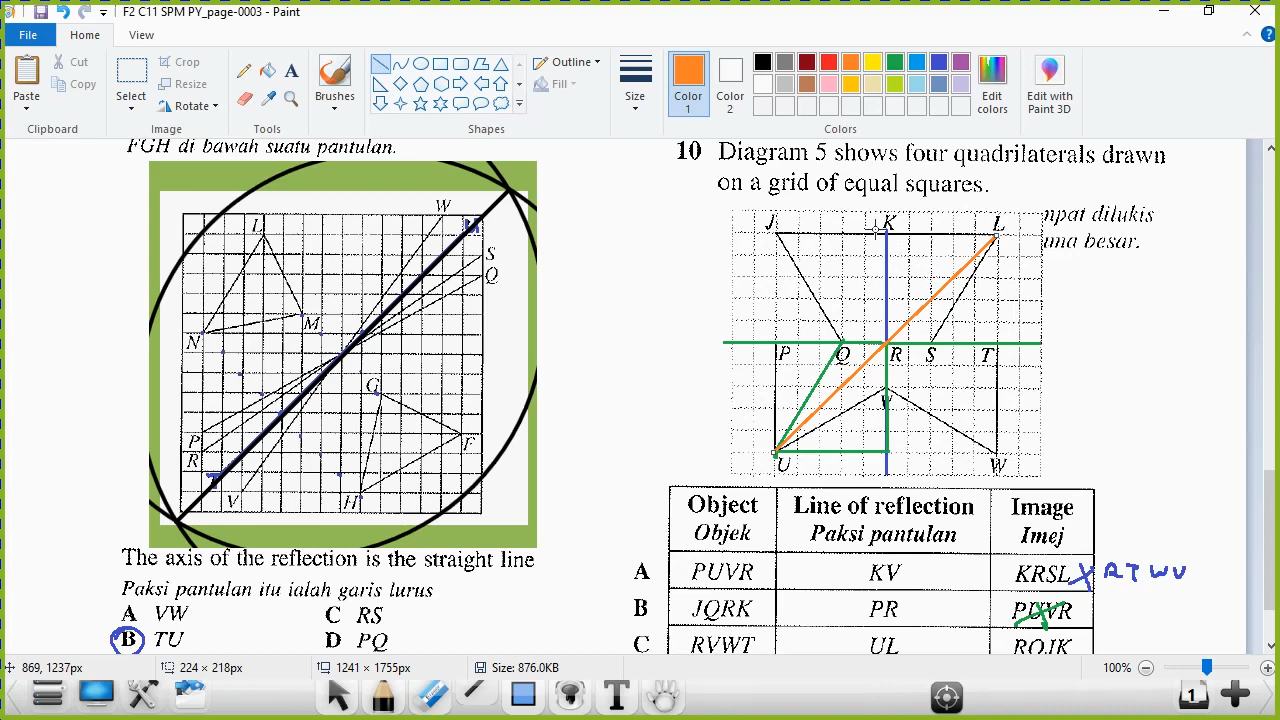 F2 C11 SPM PY_page-0003 - Paint
File Home View
Paste
Cut
Copy
Clipboard
Select
Crop
Resize
Rotate
Image
Tools
Brushes
Shapes
Outline
Fill
Size
Color 1
Color 2
Colors
Edit colors
Edit with Paint 3D
FGH di bawah suatu pantulan.
W
U
L
S
Q
M
N
G
P
F
R
T
V
H
The axis of the reflection is the straight line
Paksi pantulan itu ialah garis lurus
A VW C RS
B TU D PQ
10 Diagram 5 shows four quadrilaterals drawn
on a grid of equal squares.
npat dilukis
uma besar.
J K L
P Q R S T
V
U W
Object Line of reflection Image
Objek Paksi pantulan Imej
A PUVR KV KRSL RTWV
B JQRK PR PUVR
C RVWT UL RQJK
869, 1237px
224 × 218px
1241 × 1755px
Size: 876.0KB
100%
1